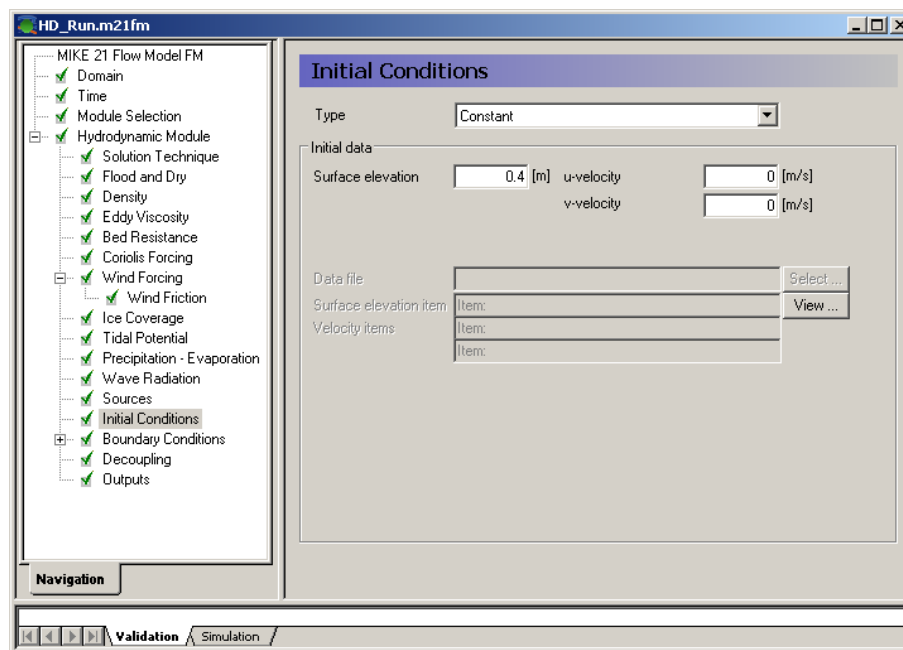 HD_Run.m21fm
MIKE 21 Flow Model FM
Domain
Time
Module Selection
Hydrodynamic Module
Solution Technique
Flood and Dry
Density
Eddy Viscosity
Bed Resistance
Coriolis Forcing
Wind Forcing
Wind Friction
Ice Coverage
Tidal Potential
Precipitation - Evaporation
Wave Radiation
Sources
Initial Conditions
Boundary Conditions
Decoupling
Outputs
Navigation
Initial Conditions
Type Constant
Initial data
Surface elevation 0.4 [m] u-velocity 0 [m/s]
v-velocity 0 [m/s]
Data file Select ...
Surface elevation item Item: View ...
Velocity items Item:
Item:
Validation Simulation